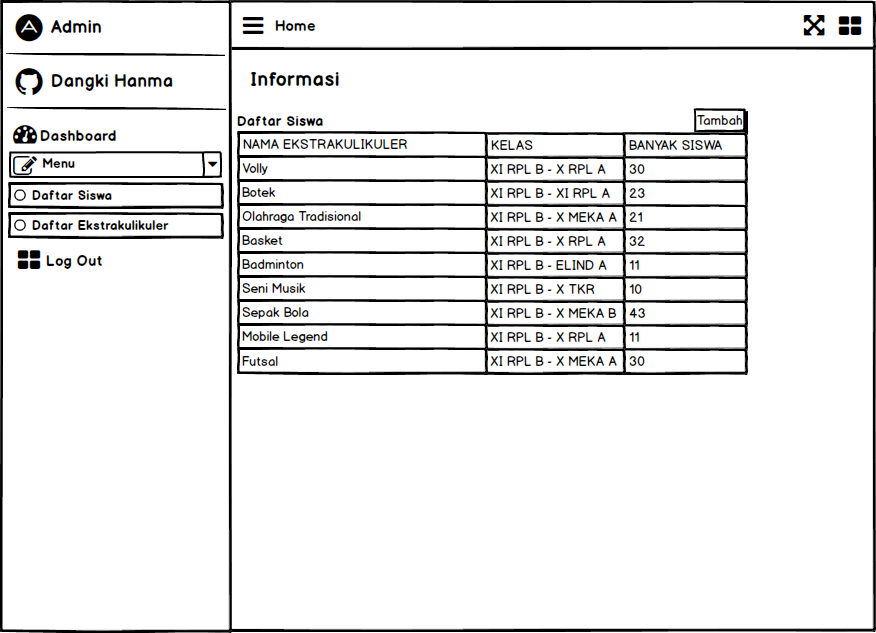 Admin
Home
Dangki Hanma
Informasi
Dashboard
Menu
Daftar Siswa
Daftar Ekstrakulikuler
Log Out
Daftar Siswa
Tambah
NAMA EKSTRAKULIKULER KELAS BANYAK SISWA
Volly XI RPL B - X RPL A 30
Botek XI RPL B - XI RPL A 23
Olahraga Tradisional XI RPL B - X MEKA A 21
Basket XI RPL B - X RPL A 32
Badminton XI RPL B - ELIND A 11
Seni Musik XI RPL B - X TKR 10
Sepak Bola XI RPL B - X MEKA B 43
Mobile Legend XI RPL B - X RPL A 11
Futsal XI RPL B - X MEKA A 30